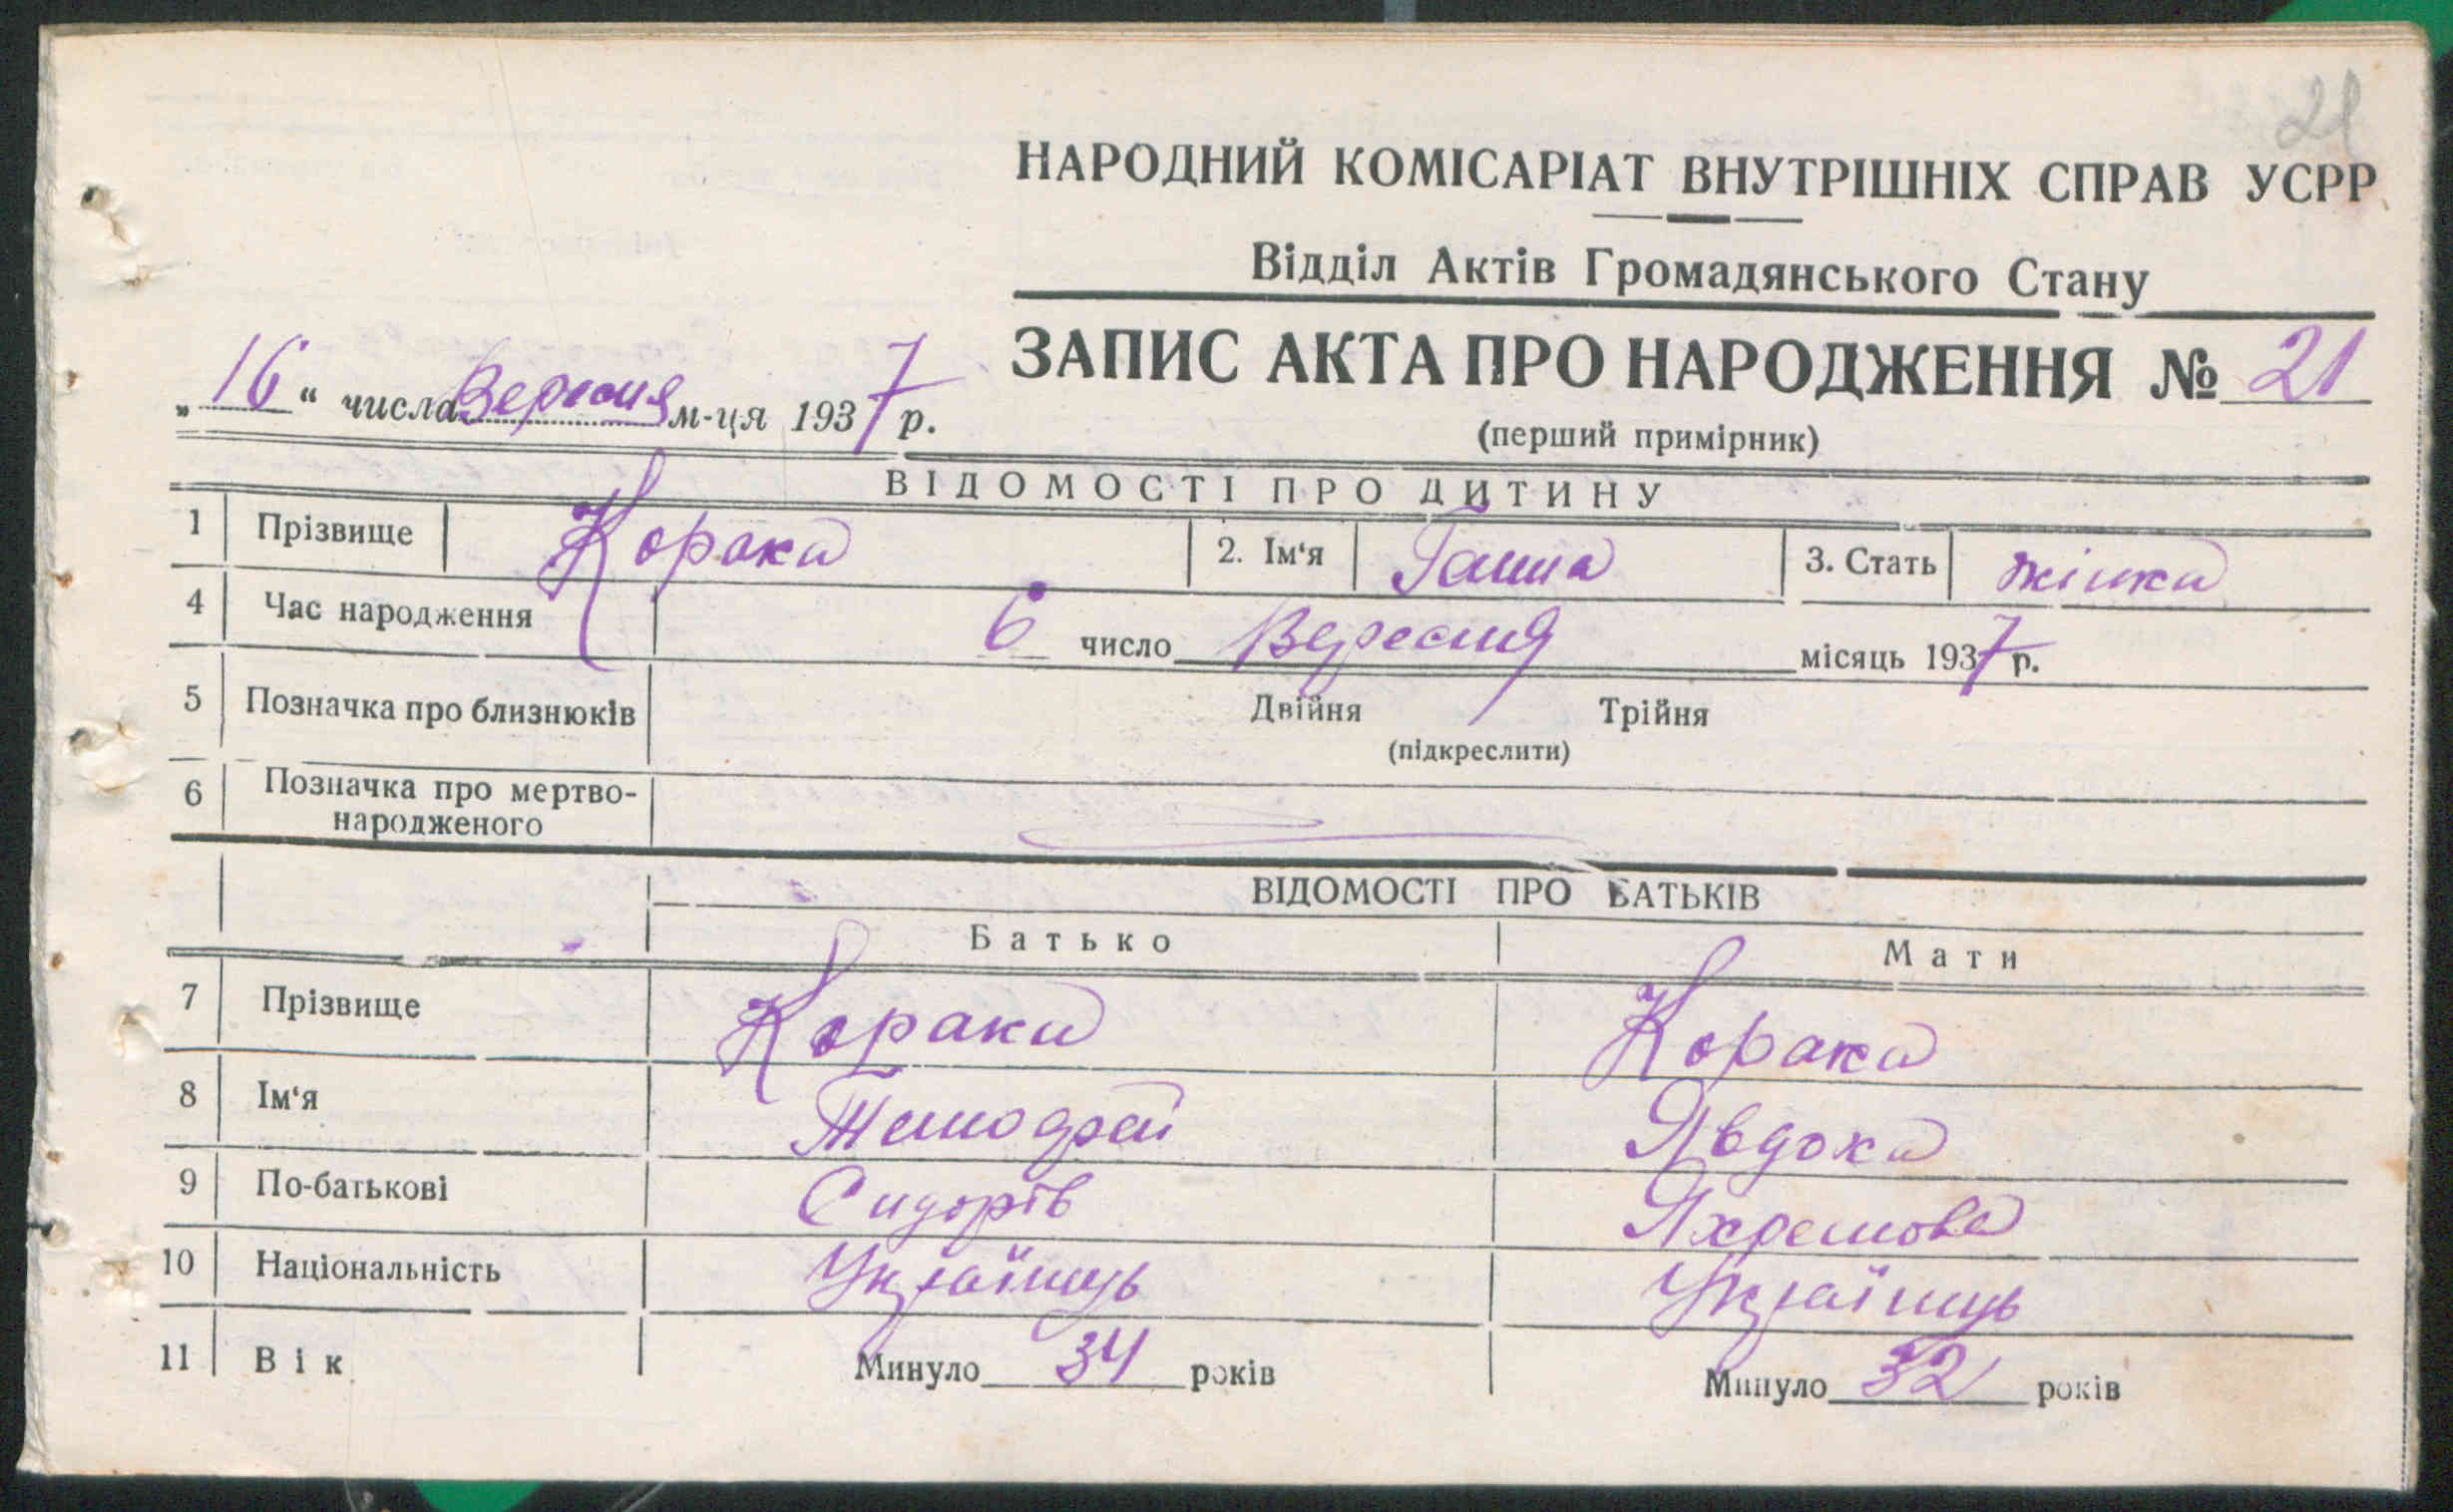 21
НАРОДНИЙ КОМІСАРІАТ ВНУТРІШНІХ СПРАВ УСРР
Відділ Актів Громадянського Стану
ЗАПИС АКТА ПРО НАРОДЖЕННЯ № 21
„16“ числа Вересня м-ця 1937 р.
(перший примірник)
ВІДОМОСТІ ПРО ДИТИНУ
1 Прізвище Корака 2. Ім‘я Ганна 3. Стать жінка
4 Час народження 6 число Вересня місяць 1937 р.
5 Позначка про близнюків Двійня Трійня
(підкреслити)
6 Позначка про мертво-
народженого
ВІДОМОСТІ ПРО БАТЬКІВ
Батько Мати
7 Прізвище Корака Корака
8 Ім‘я Явдока
9 По-батькові Сидорів
10 Національність Українць Українць
11 Вік Минуло 34 років Минуло 32 років